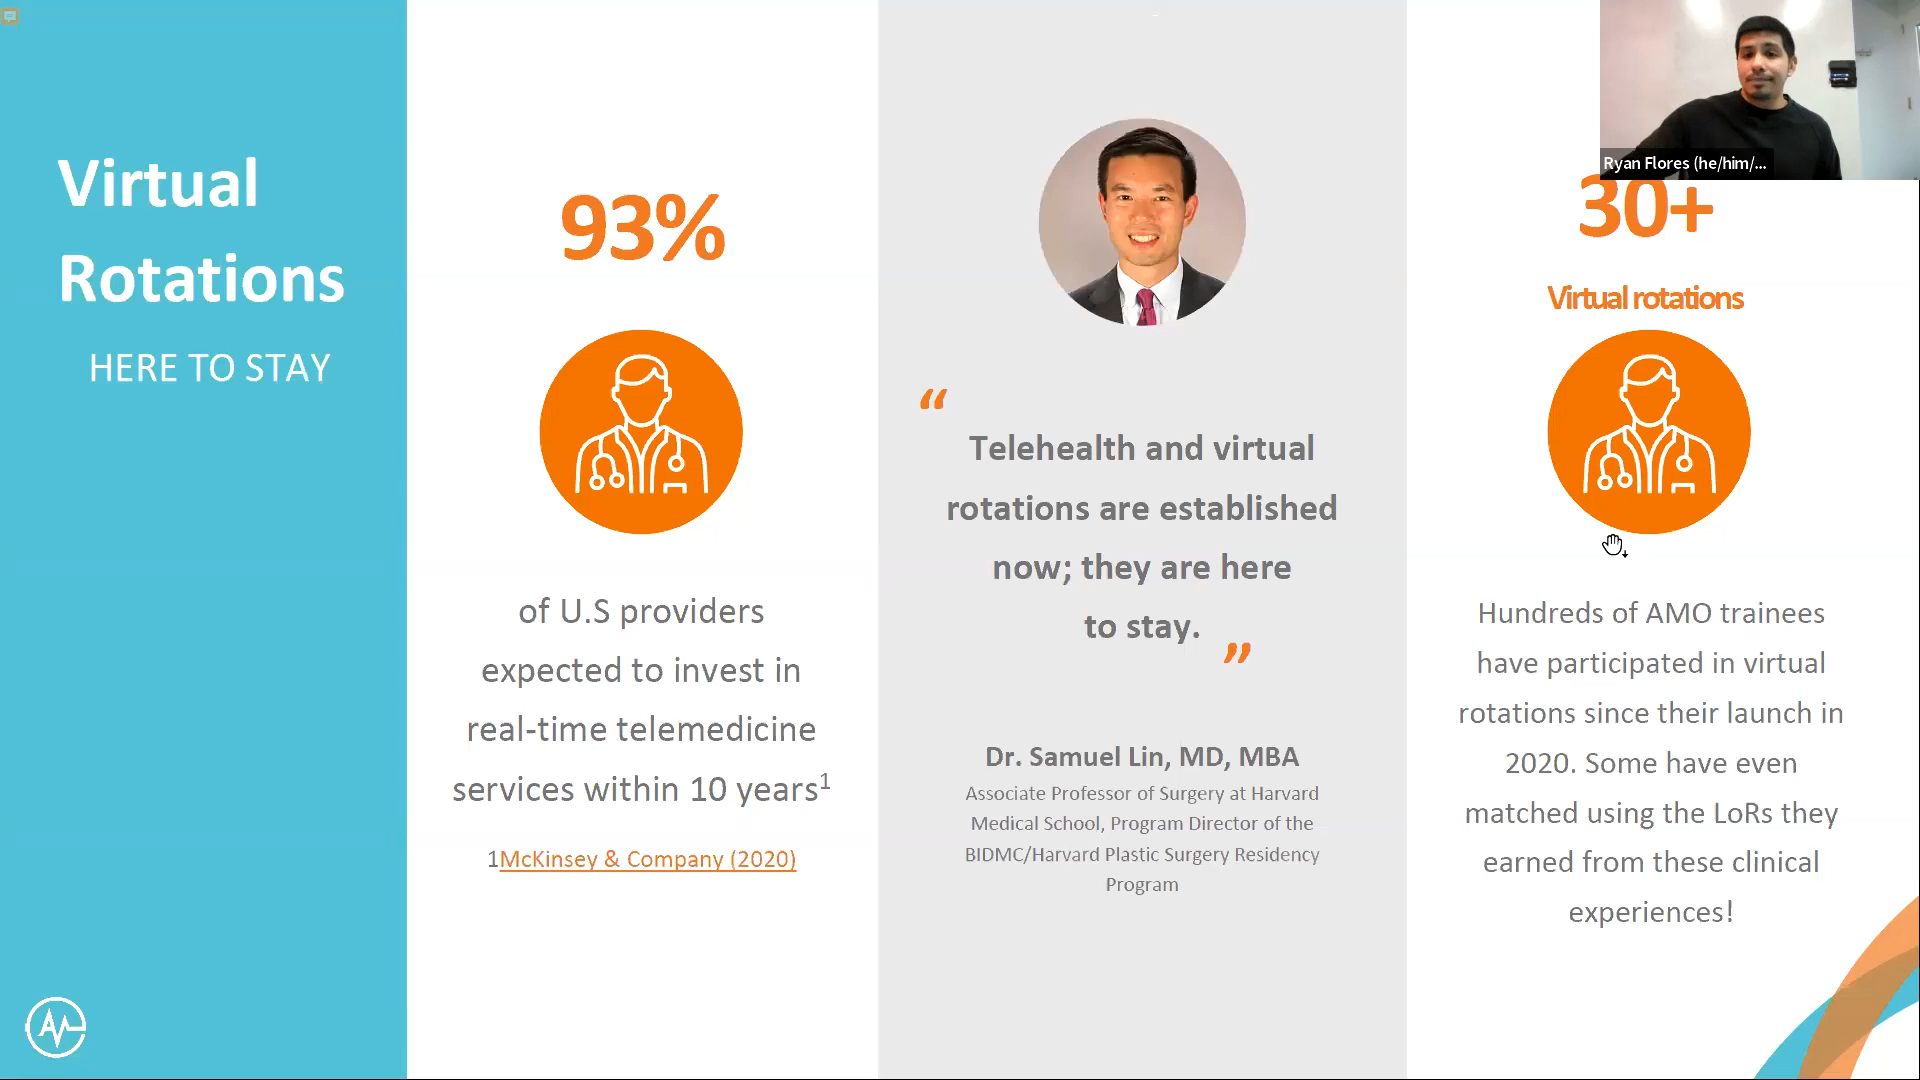 Virtual
Rotations
HERE TO STAY
93%
of U.S providers
expected to invest in
real-time telemedicine
services within 10 years1
1McKinsey & Company (2020)
“
Telehealth and virtual
rotations are established
now; they are here
to stay.
”
Dr. Samuel Lin, MD, MBA
Associate Professor of Surgery at Harvard
Medical School, Program Director of the
BIDMC/Harvard Plastic Surgery Residency
Program
Ryan Flores (he/him/...
30+
Virtual rotations
Hundreds of AMO trainees
have participated in virtual
rotations since their launch in
2020. Some have even
matched using the LoRs they
earned from these clinical
experiences!